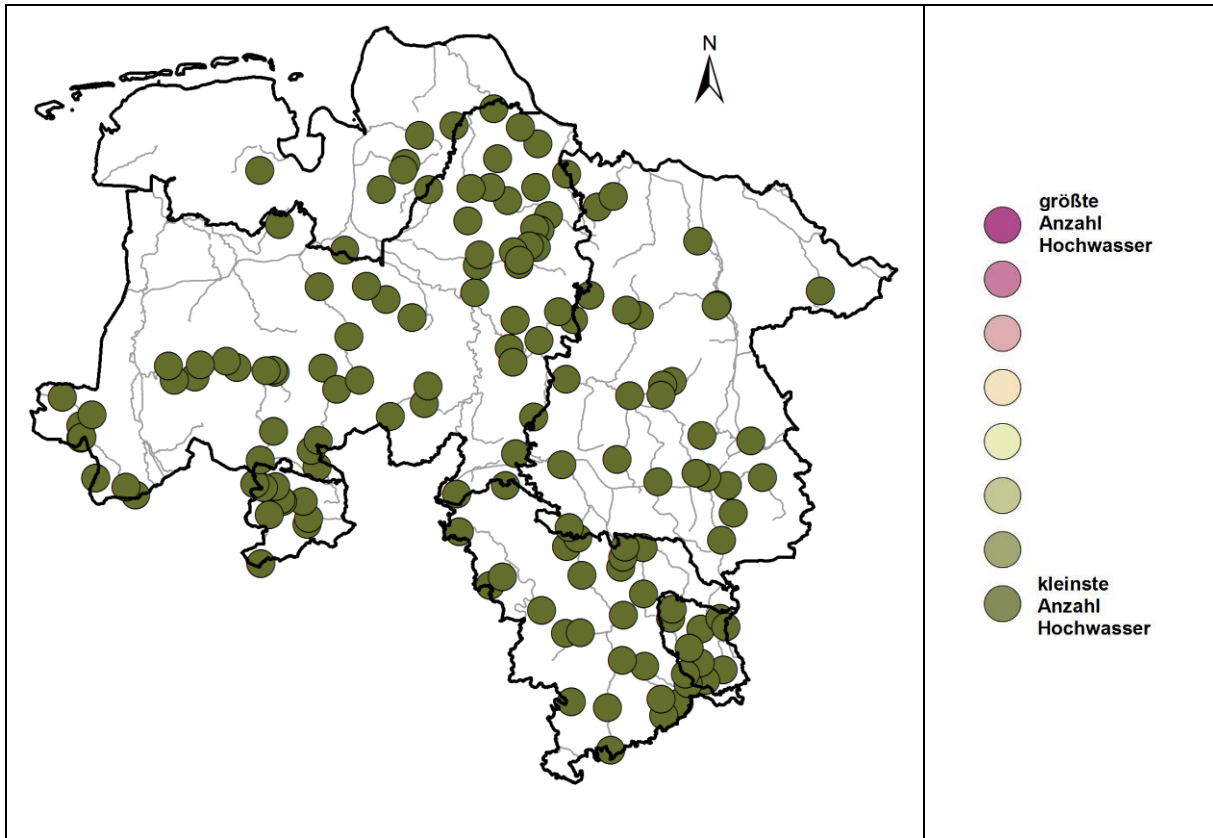 N
größte
Anzahl
Hochwasser
kleinste
Anzahl
Hochwasser